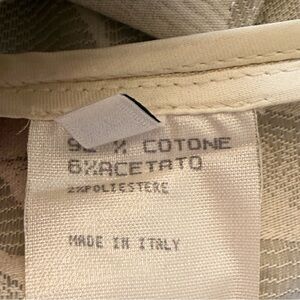 92 % COTONE
6%ACETATO
2%POLIESTERE
MADE IN ITALY